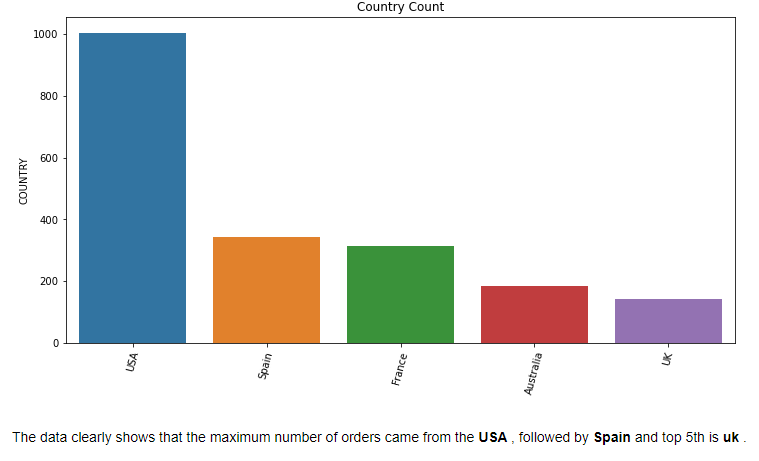 Country Count
1000
800
600
400
200
0
COUNTRY
USA
Spain
France
Australia
UK
The data clearly shows that the maximum number of orders came from the USA , followed by Spain and top 5th is uk .